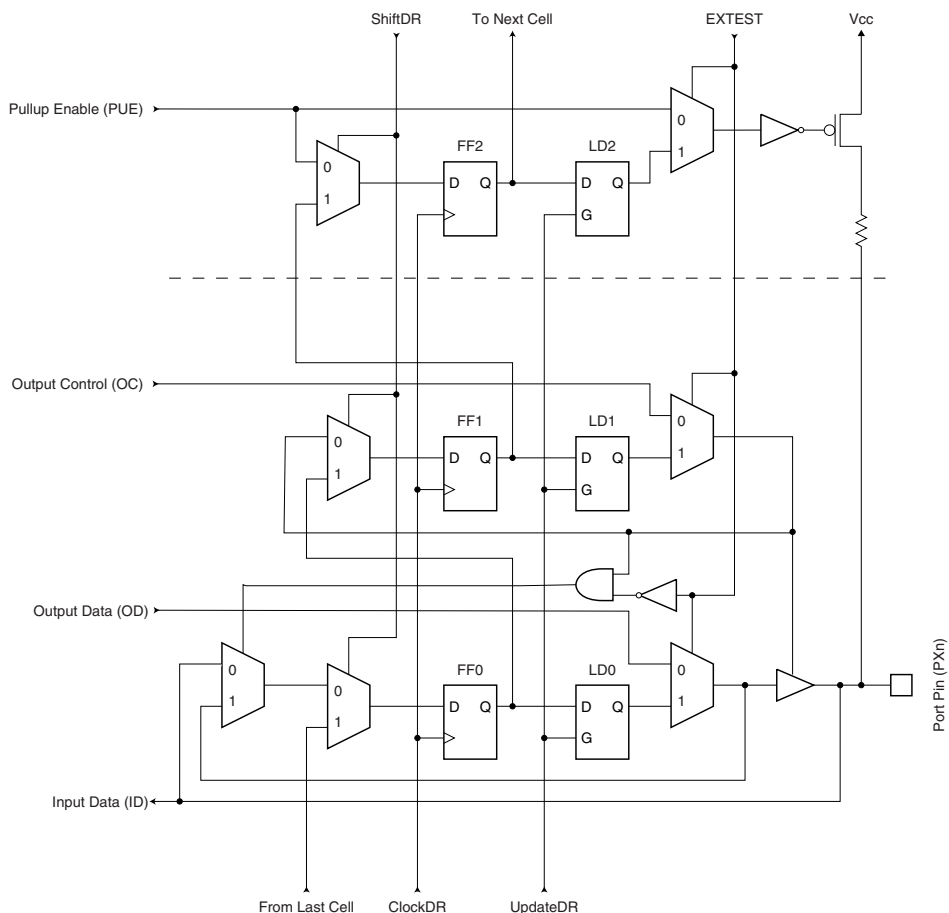 ShiftDR
To Next Cell
EXTEST
Vcc
Pullup Enable (PUE)
0
1
FF2
D Q
LD2
D Q
G
0
1
Output Control (OC)
0
1
FF1
D Q
LD1
D Q
G
0
1
Output Data (OD)
0
1
0
1
FF0
D Q
LD0
D Q
G
0
1
Port Pin (PXn)
Input Data (ID)
From Last Cell
ClockDR
UpdateDR